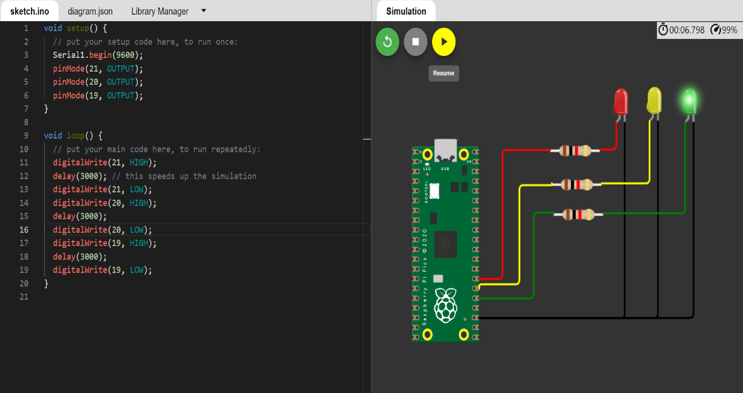 sketch.ino diagram.json Library Manager
1 void setup() {
2 // put your setup code here, to run once:
3 Serial1.begin(9600);
4 pinMode(21, OUTPUT);
5 pinMode(20, OUTPUT);
6 pinMode(19, OUTPUT);
7 }
8
9 void loop() {
10 // put your main code here, to run repeatedly:
11 digitalWrite(21, HIGH);
12 delay(3000); // this speeds up the simulation
13 digitalWrite(21, LOW);
14 digitalWrite(20, HIGH);
15 delay(3000);
16 digitalWrite(20, LOW);
17 digitalWrite(19, HIGH);
18 delay(3000);
19 digitalWrite(19, LOW);
20 }
21
Simulation
00:06.798 99%
Resume
LED USB
BOOTSEL
Raspberry Pi Pico ©2020